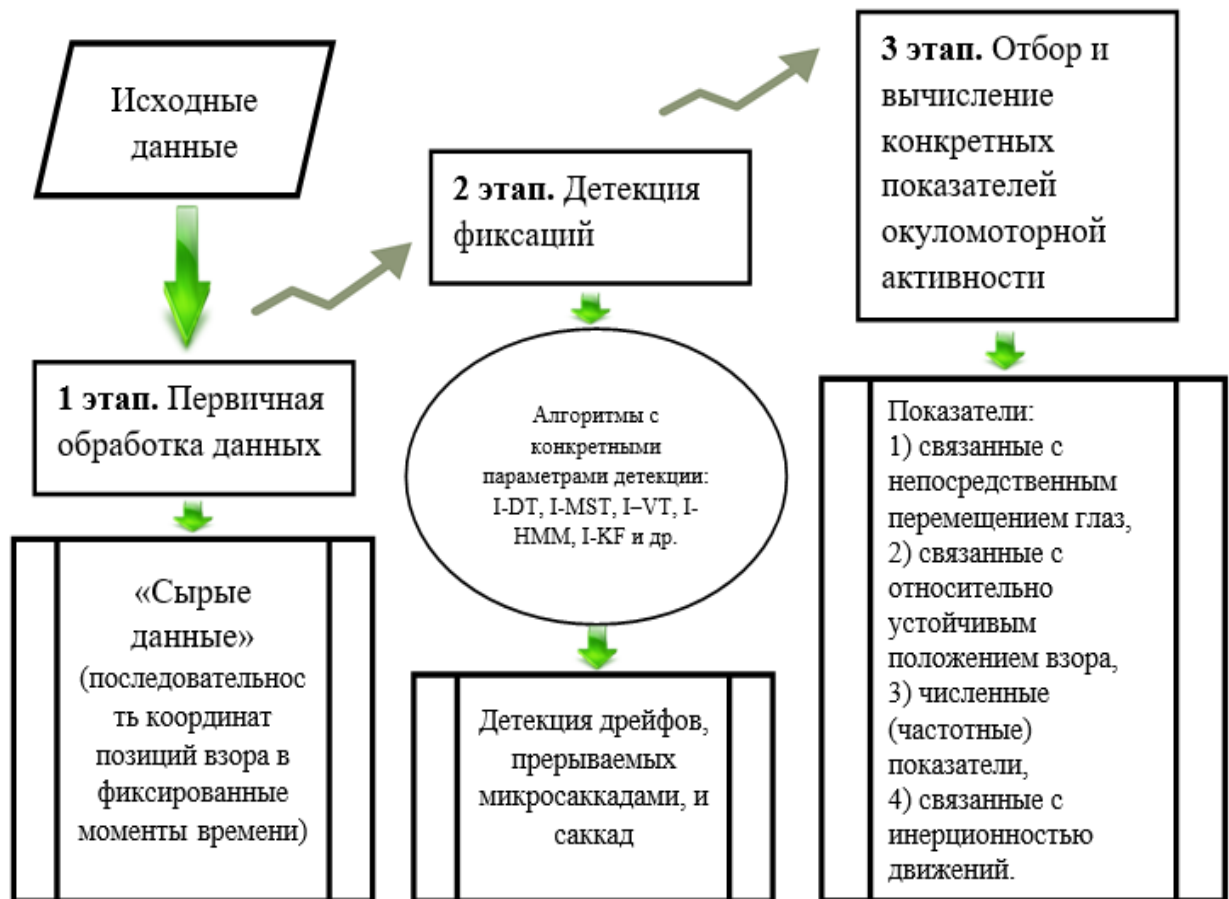 Исходные
данные
1 этап. Первичная
обработка данных
«Сырые
данные»
(последовательнос
ть координат
позиций взора в
фиксированные
моменты времени)
2 этап. Детекция
фиксаций
Алгоритмы с
конкретными
параметрами детекции:
I-DT, I-MST, I–VT, I-
HMM, I-KF и др.
Детекция дрейфов,
прерываемых
микросаккадами, и
саккад
3 этап. Отбор и
вычисление
конкретных
показателей
окуломоторной
активности
Показатели:
1) связанные с
непосредственным
перемещением глаз,
2) связанные с
относительно
устойчивым
положением взора,
3) численные
(частотные)
показатели,
4) связанные с
инерционностью
движений.